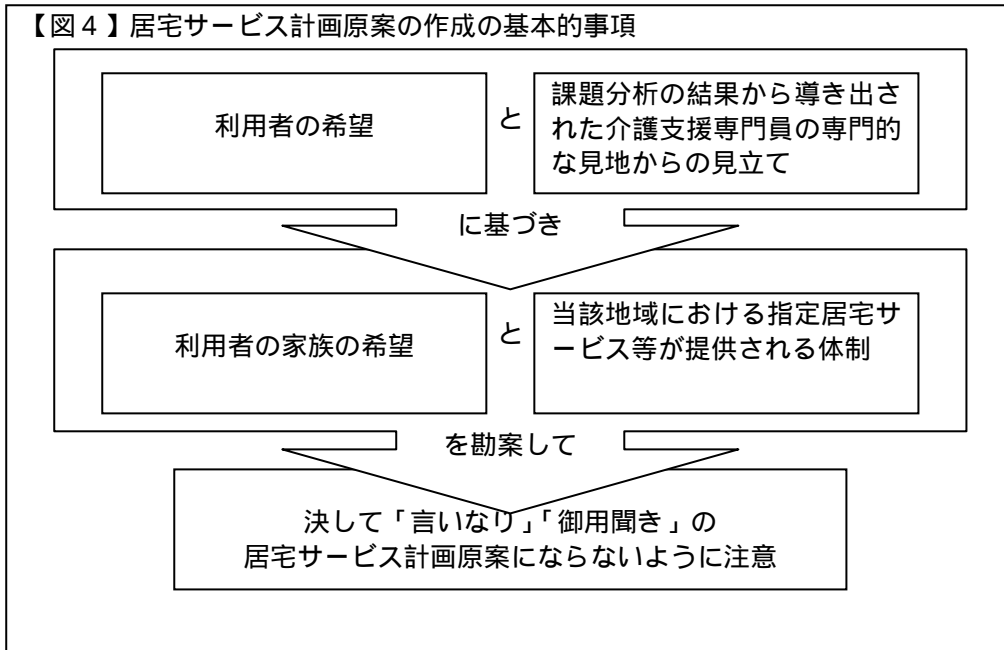 【図４】居宅サービス計画原案の作成の基本的事項
利用者の希望
と
課題分析の結果から導き出さ
れた介護支援専門員の専門的
な見地からの見立て
に基づき
利用者の家族の希望
と
当該地域における指定居宅サ
ービス等が提供される体制
を勘案して
決して「言いなり」「御用聞き」の
居宅サービス計画原案にならないように注意